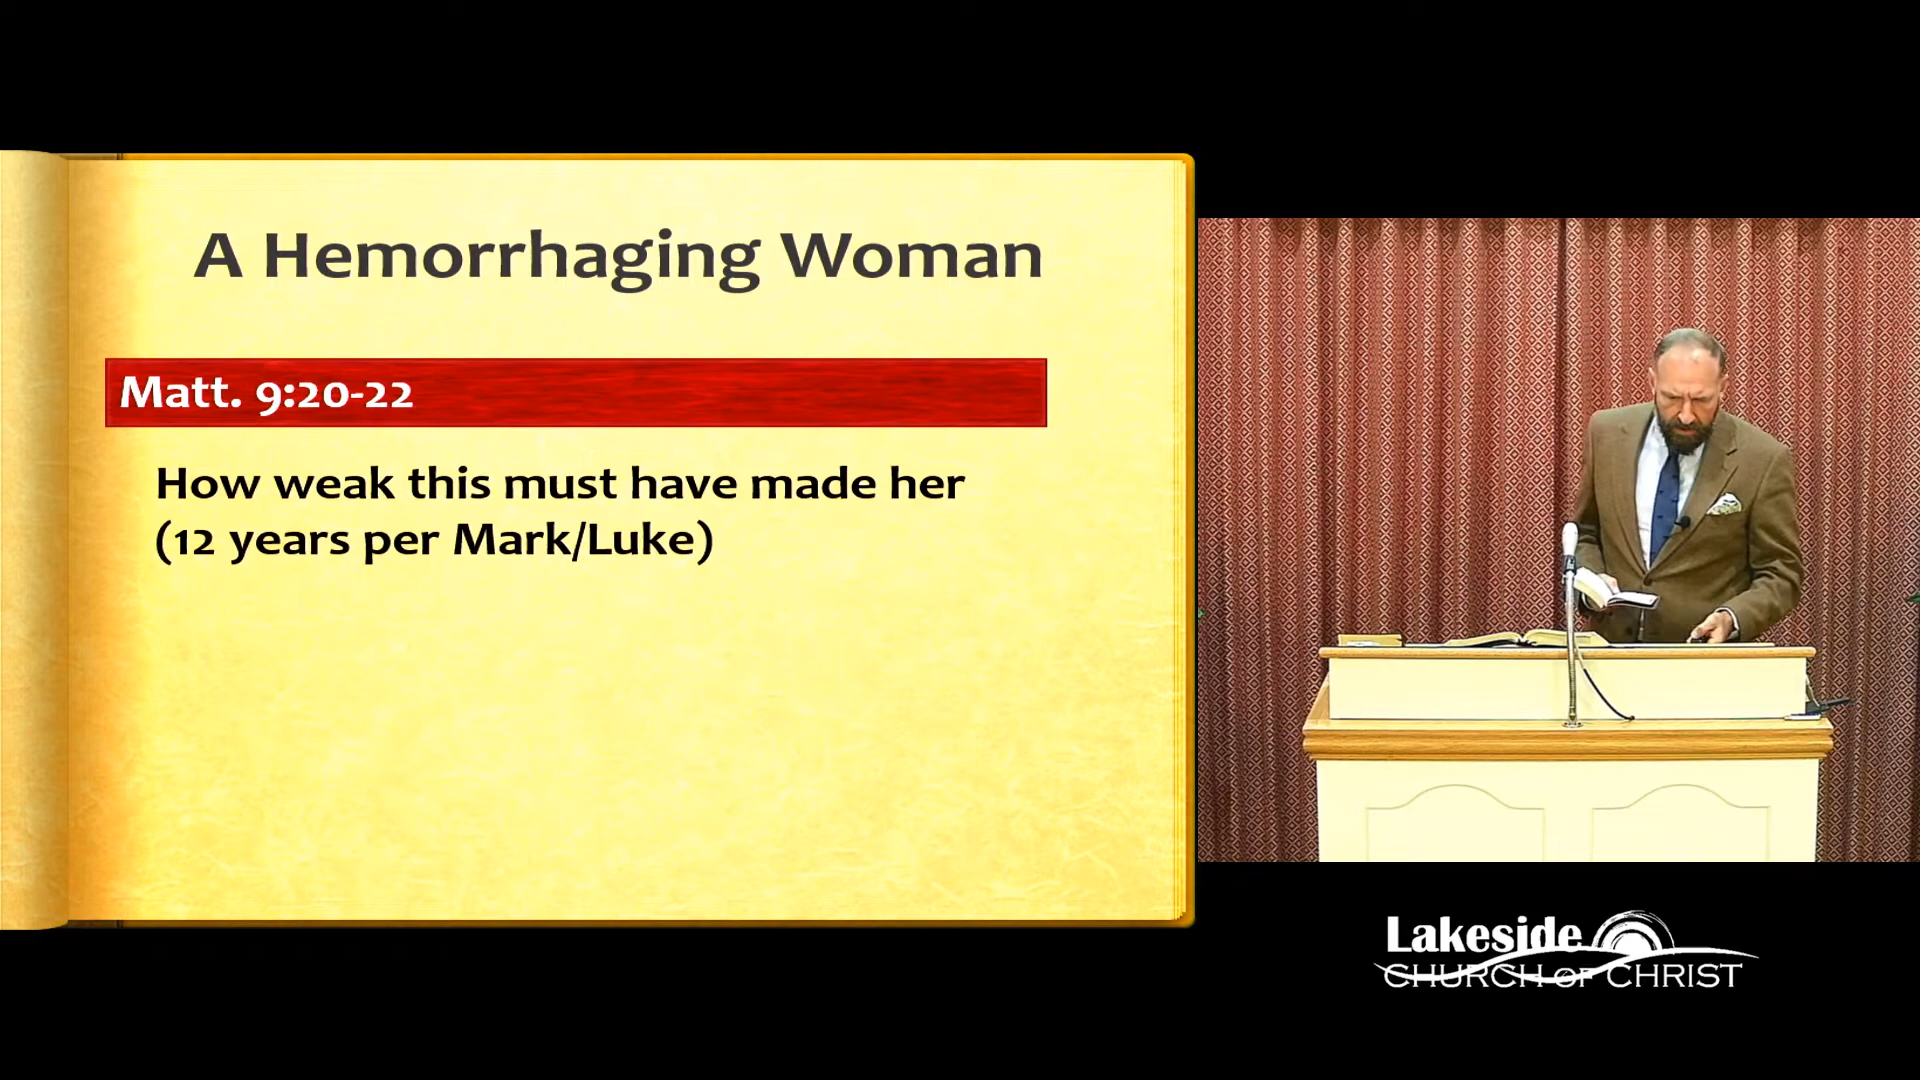 A Hemorrhaging Woman
Matt. 9:20-22
How weak this must have made her
(12 years per Mark/Luke)
Lakeside
CHURCH OF CHRIST